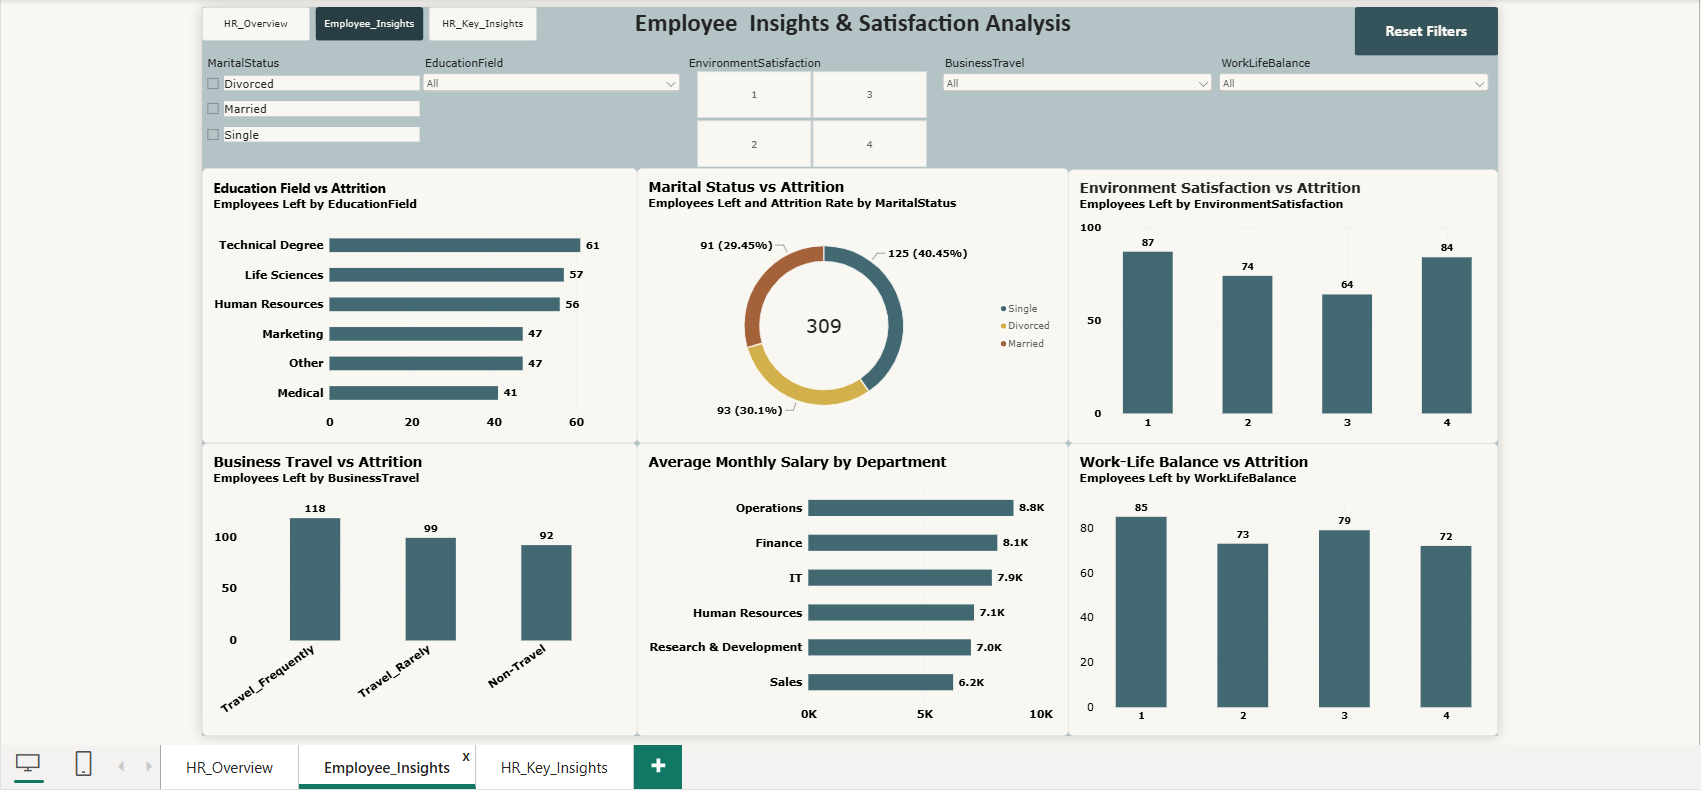 HR_Overview
Employee_Insights
HR_Key_Insights
Employee  Insights & Satisfaction Analysis
Reset Filters
MaritalStatus
Divorced
Married
Single
EducationField
All
EnvironmentSatisfaction
1
3
2
4
BusinessTravel
All
WorkLifeBalance
All
Education Field vs Attrition
Employees Left by EducationField
Technical Degree 61
Life Sciences 57
Human Resources 56
Marketing 47
Other 47
Medical 41
0 20 40 60
Marital Status vs Attrition
Employees Left and Attrition Rate by MaritalStatus
91 (29.45%)
125 (40.45%)
309
93 (30.1%)
Single
Divorced
Married
Environment Satisfaction vs Attrition
Employees Left by EnvironmentSatisfaction
100
50
0
87
74
64
84
1 2 3 4
Business Travel vs Attrition
Employees Left by BusinessTravel
100
50
0
118
99
92
Travel_Frequently
Travel_Rarely
Non-Travel
Average Monthly Salary by Department
Operations 8.8K
Finance 8.1K
IT 7.9K
Human Resources 7.1K
Research & Development 7.0K
Sales 6.2K
0K 5K 10K
Work-Life Balance vs Attrition
Employees Left by WorkLifeBalance
80
60
40
20
0
85
73
79
72
1 2 3 4
HR_Overview
Employee_Insights
X
HR_Key_Insights
+